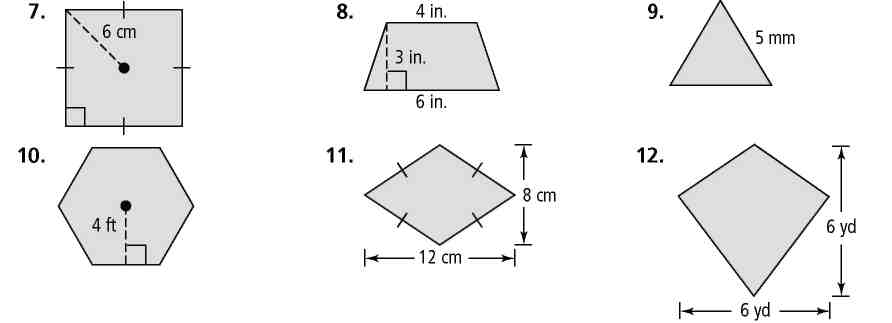 7.
6 cm
8.
4 in.
3 in.
6 in.
9.
5 mm
10.
4 ft
11.
8 cm
12 cm
12.
6 yd
6 yd